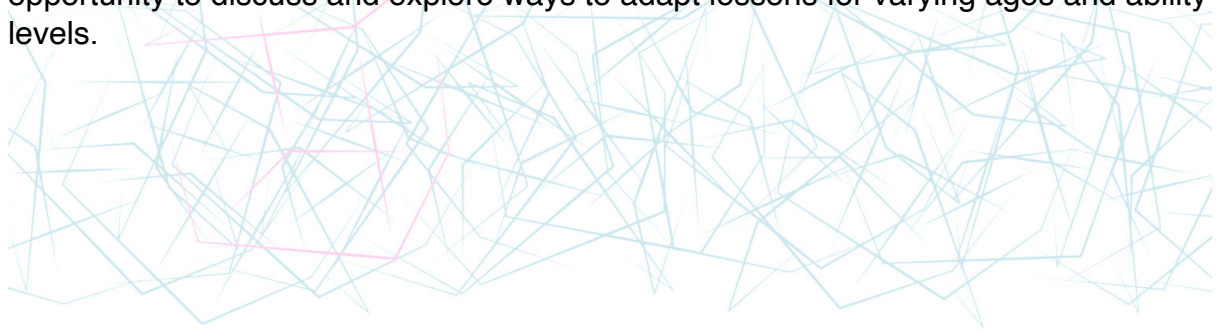 opportunity to discuss and explore ways to adapt lessons for varying ages and ability
levels.